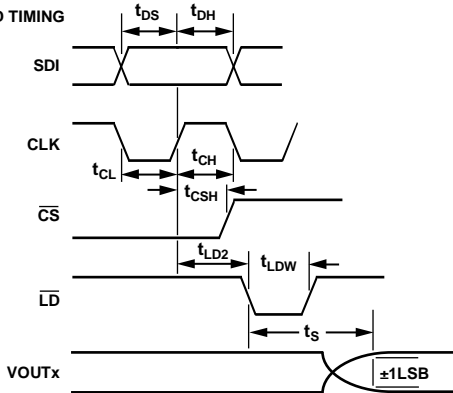 D TIMING
tDS
tDH
SDI
CLK
tCL
tCH
tCSH
CS
tLD2
tLDW
LD
tS
VOUTx
±1LSB